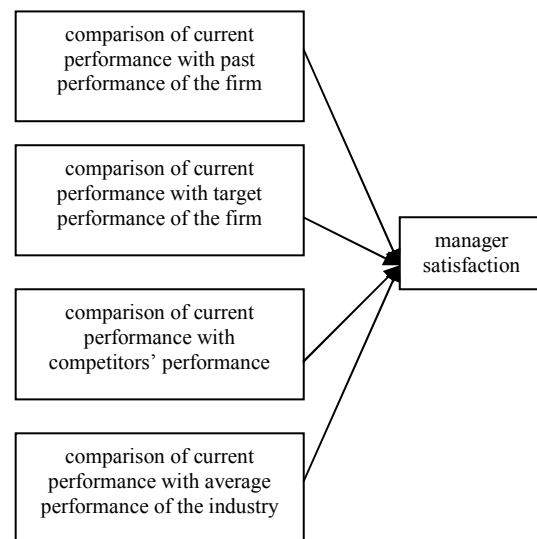 comparison of current
performance with past
performance of the firm
comparison of current
performance with target
performance of the firm
manager
satisfaction
comparison of current
performance with
competitors’ performance
comparison of current
performance with average
performance of the industry